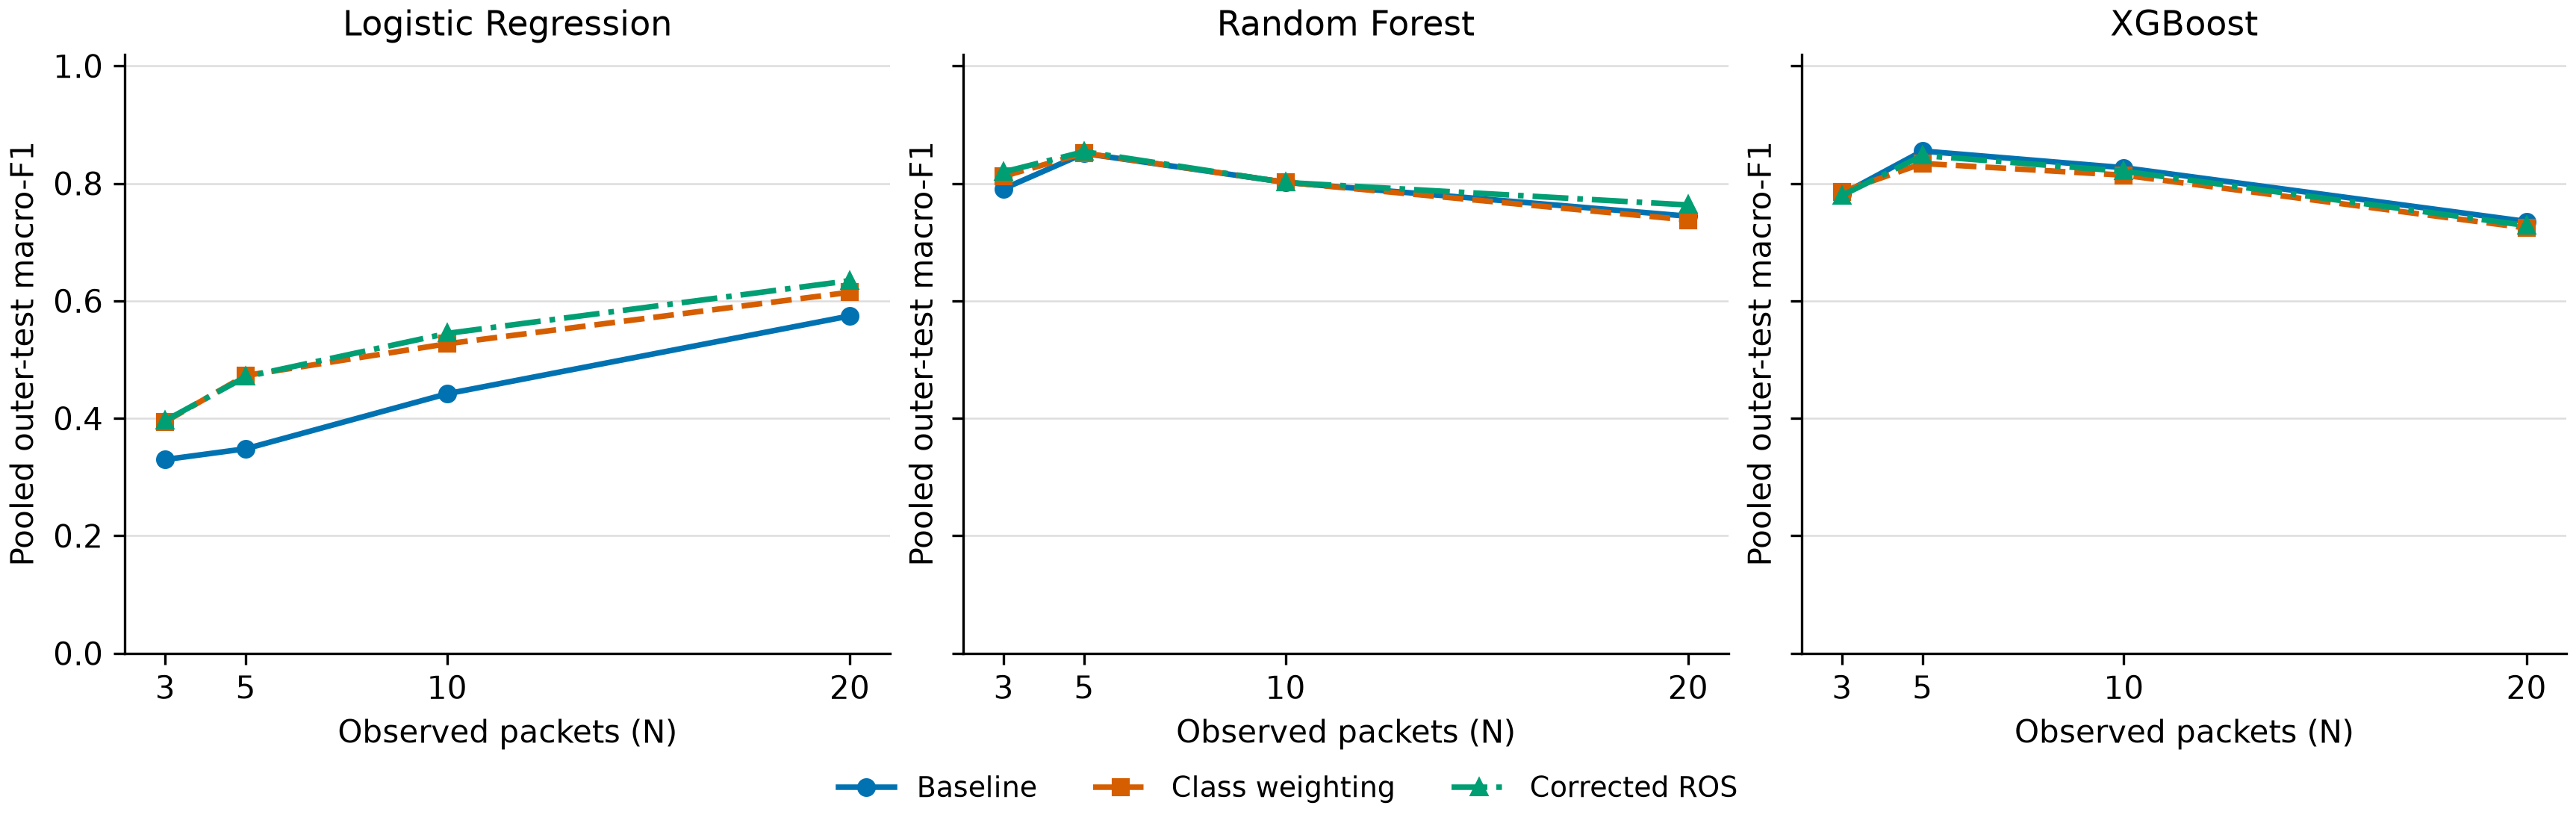 Logistic Regression
Pooled outer-test macro-F1
1.0
0.8
0.6
0.4
0.2
0.0
3 5 10 20
Observed packets (N)
Random Forest
Pooled outer-test macro-F1
3 5 10 20
Observed packets (N)
XGBoost
Pooled outer-test macro-F1
3 5 10 20
Observed packets (N)
Baseline Class weighting Corrected ROS